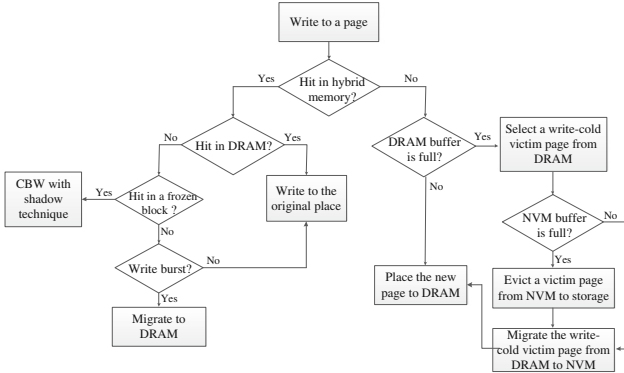 Write to a page
Yes
Hit in hybrid
memory?
No
No
Hit in DRAM?
Yes
DRAM buffer
is full?
Yes
Select a write-cold
victim page from
DRAM
CBW with
shadow
technique
Yes
Hit in a frozen
block ?
Write to the
original place
No
NVM buffer
is full?
No
No
Write burst?
No
Yes
Place the new
page to DRAM
Evict a victim page
from NVM to storage
Yes
Migrate to
DRAM
Migrate the write-
cold victim page from
DRAM to NVM